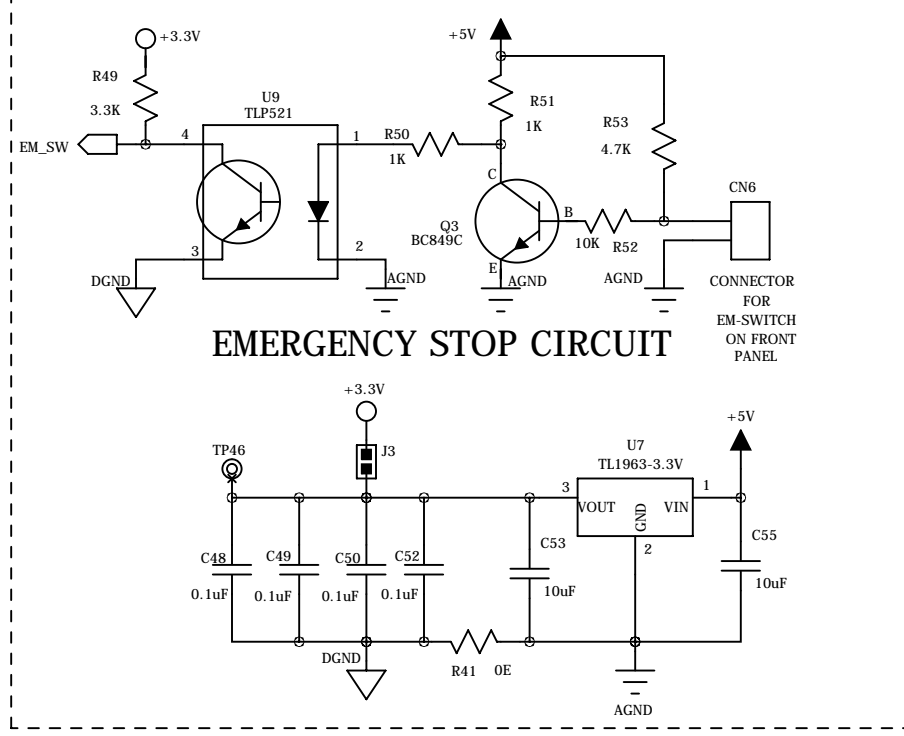 +3.3V
+5V
R49
3.3K
U9
TLP521
R51
1K
R53
4.7K
EM_SW
4
1
R50
1K
CN6
C
Q3
BC849C
B
10K
R52
3
2
E
DGND
AGND
AGND
AGND
CONNECTOR
FOR
EM-SWITCH
ON FRONT
PANEL
EMERGENCY STOP CIRCUIT
+3.3V
+5V
TP46
J3
U7
TL1963-3.3V
3
1
VOUT
GND
VIN
2
C48
0.1uF
C49
0.1uF
C50
0.1uF
C52
0.1uF
C53
10uF
C55
10uF
DGND
R41
0E
AGND